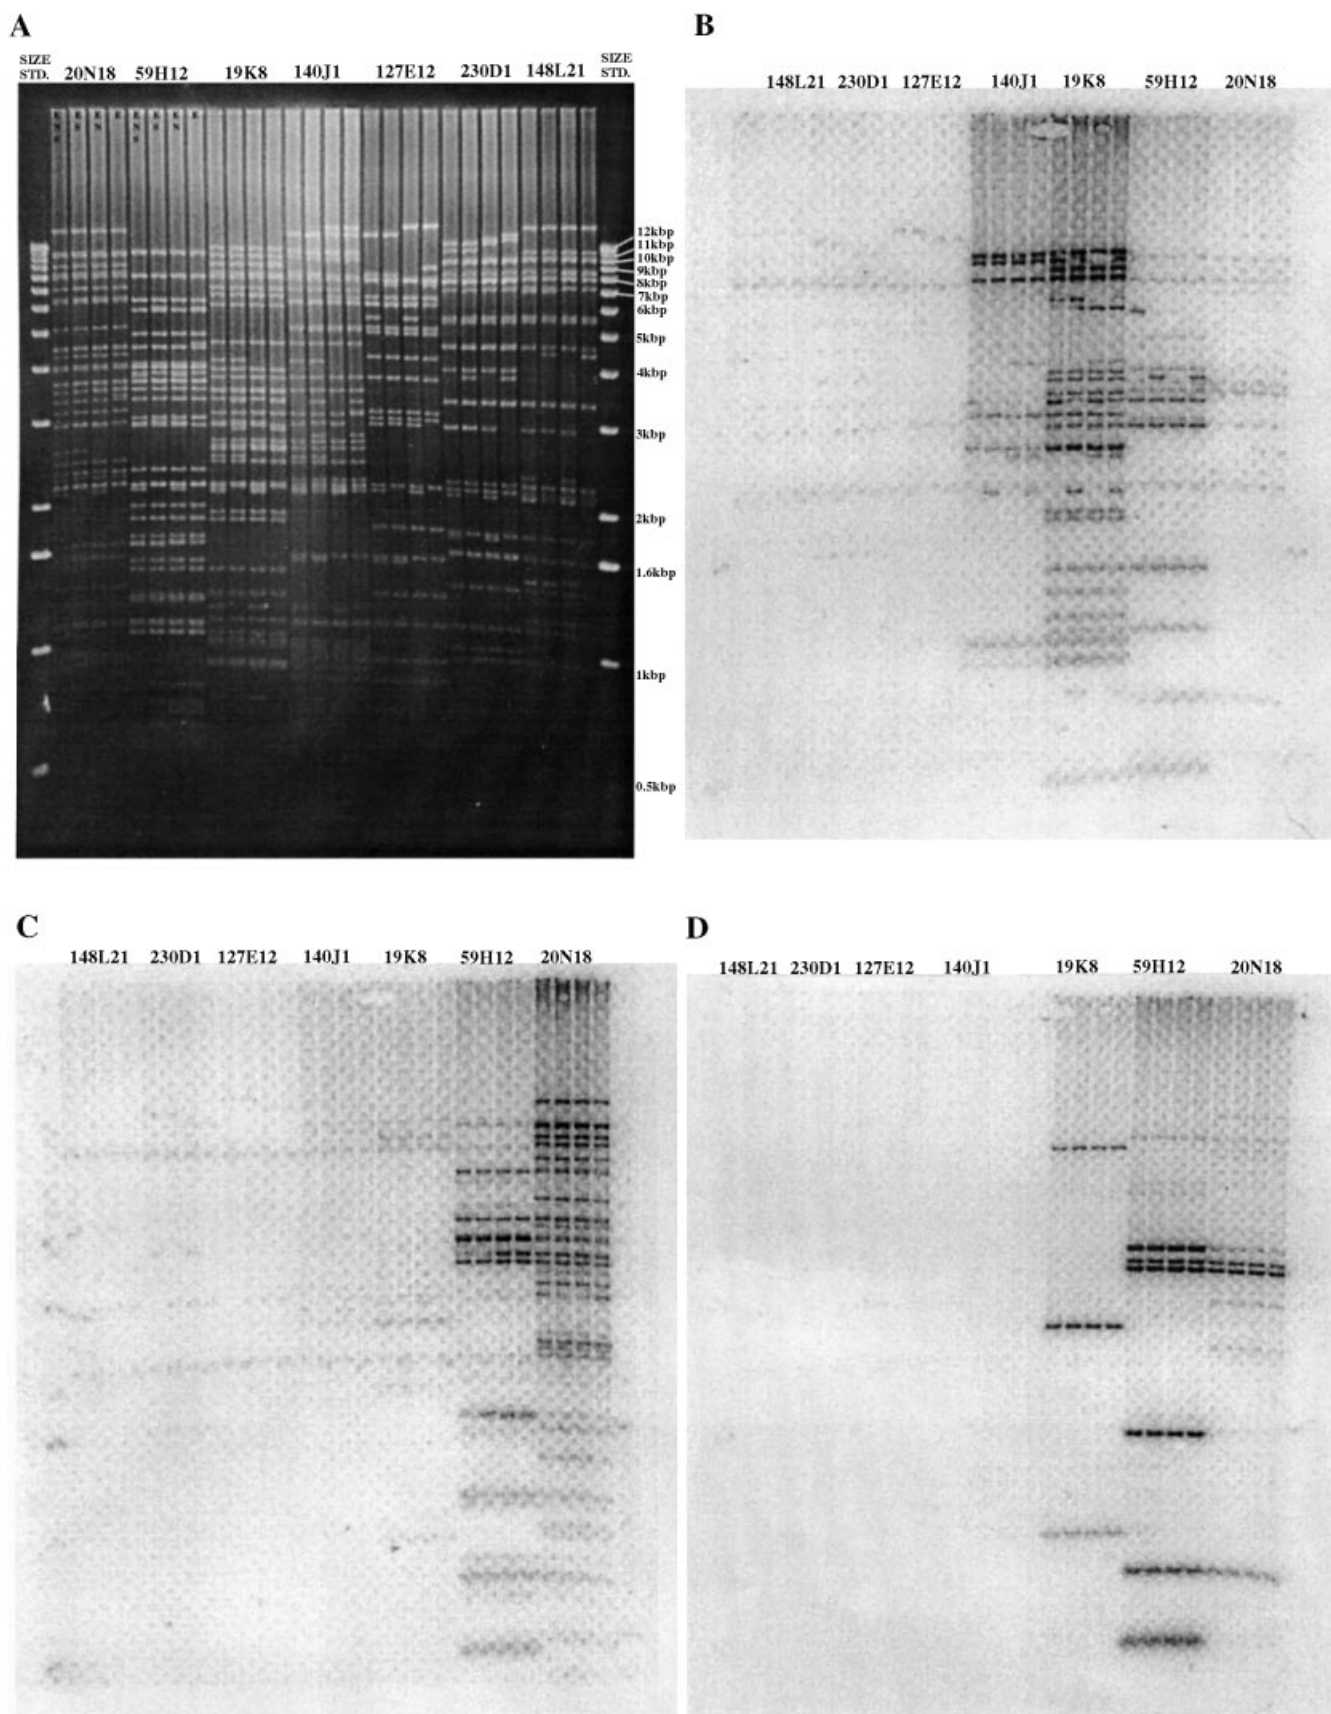 A
SIZE STD. 20N18 59H12 19K8 140J1 127E12 230D1 148L21 SIZE STD.
E N S E S E N E E N S E S E N E
12kbp
11kbp
10kbp
9kbp
8kbp
7kbp
6kbp
5kbp
4kbp
3kbp
2kbp
1.6kbp
1kbp
0.5kbp
B
148L21 230D1 127E12 140J1 19K8 59H12 20N18
C
148L21 230D1 127E12 140J1 19K8 59H12 20N18
D
148L21 230D1 127E12 140J1 19K8 59H12 20N18